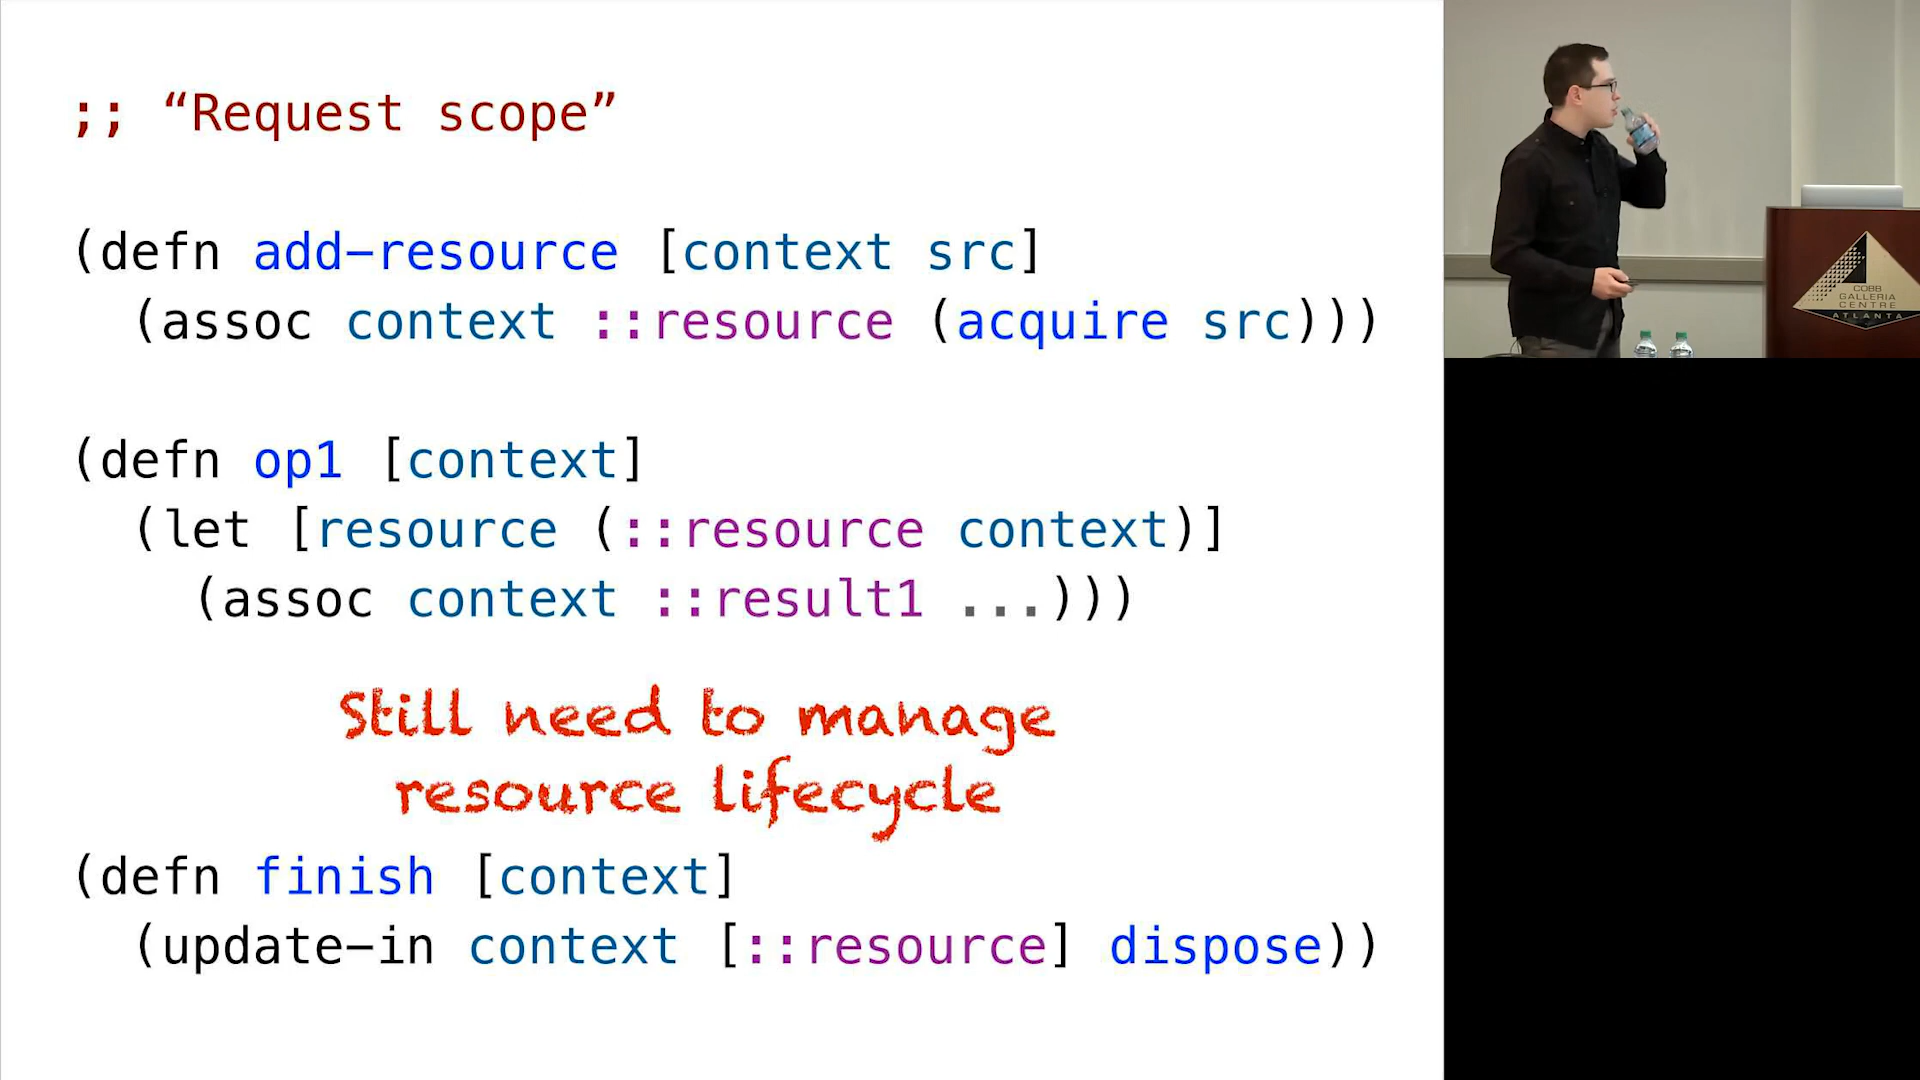 ;; “Request scope”
(defn add-resource [context src]
(assoc context ::resource (acquire src)))
(defn op1 [context]
(let [resource (::resource context)]
(assoc context ::result1 ...)))
Still need to manage
resource lifecycle
(defn finish [context]
(update-in context [::resource] dispose))
COBB
GALLERIA
CENTRE
ATLANTA